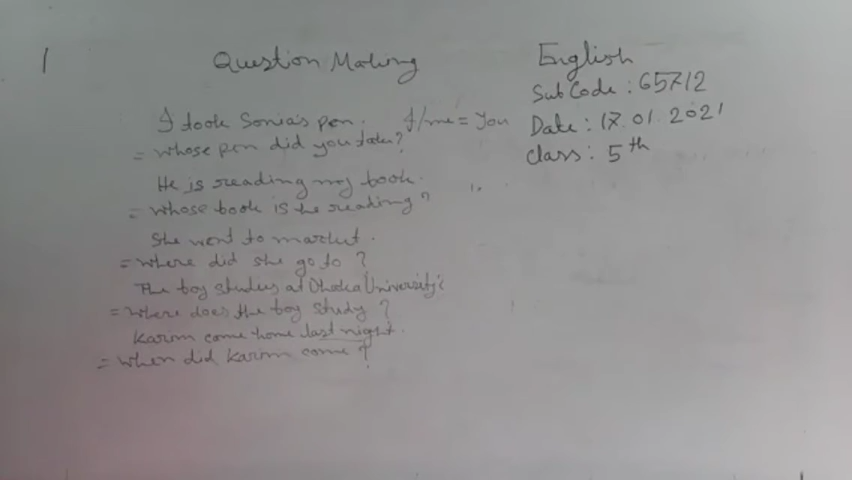 1
Question Making
English
Sub Code : 65712
Date : 17.01.2021
Class : 5th
I took Sonia's pen. I/me = You
= Whose pen did you take?
He is reading my book.
= Whose book is he reading?
She went to market.
= Where did she go to ?
The boy studies at Dhaka University.
= Where does the boy study ?
Karim come home last night.
= When did Karim come ?